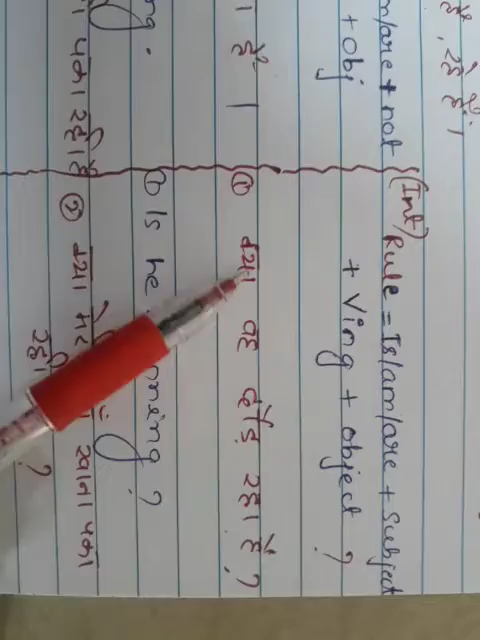 है, रहे हैं।
m/are + not
+ obj
है ।
ng.
पका रही है
(Int) Rule = Is/am/are + Subject
+ Ving + object ?
① क्या वह दौड़ रहा है ?
① Is he nning ?
② क्या खाना पका
?